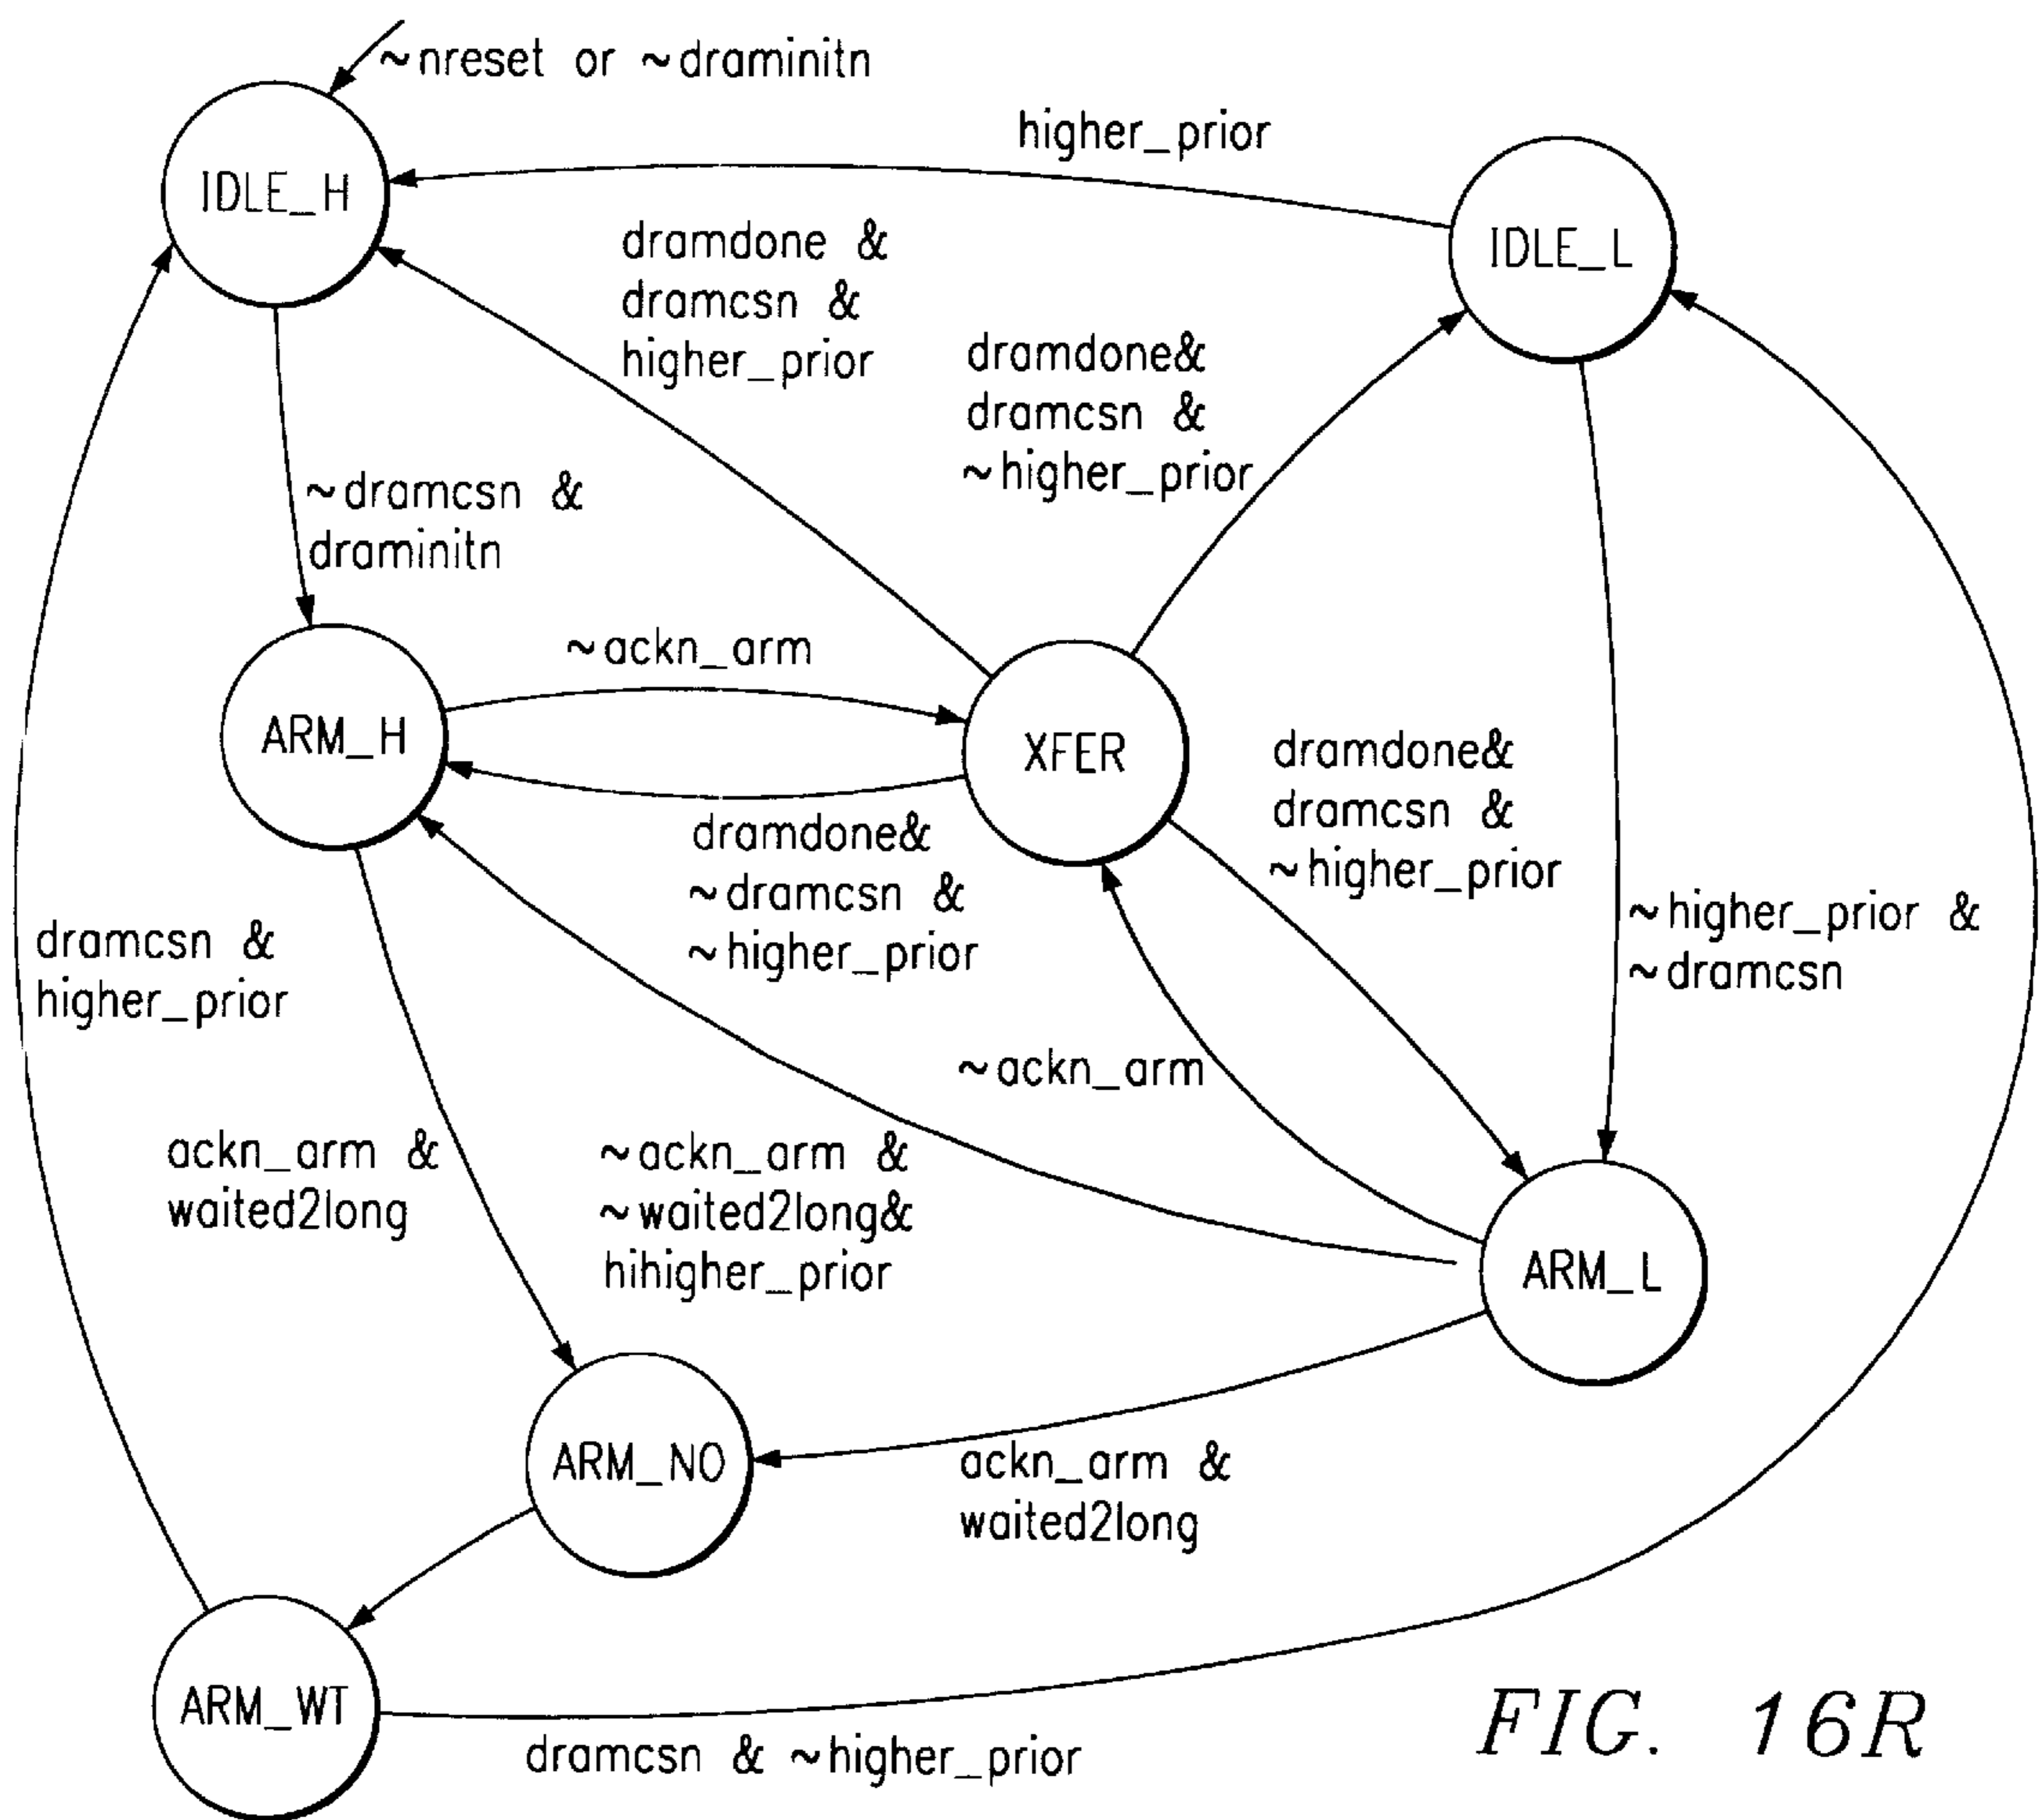 ~nreset or ~draminitn
higher_prior
IDLE_H
IDLE_L
dramdone &
dramcsn &
higher_prior
dramdone&
dramcsn &
~higher_prior
~dramcsn &
draminitn
~ackn_arm
ARM_H
XFER
dramdone&
dramcsn &
~higher_prior
dramdone&
~dramcsn &
~higher_prior
~higher_prior &
~dramcsn
dramcsn &
higher_prior
~ackn_arm
ackn_arm &
waited2long
~ackn_arm &
~waited2long&
hihigher_prior
ARM_L
ARM_NO
ackn_arm &
waited2long
ARM_WT
dramcsn & ~higher_prior
FIG. 16R